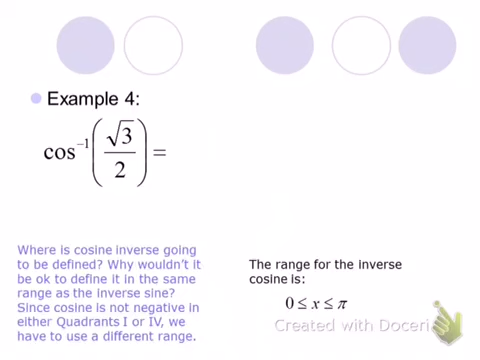 Example 4:
cos⁻¹(√3/2) =
Where is cosine inverse going
to be defined? Why wouldn't it
be ok to define it in the same
range as the inverse sine?
Since cosine is not negative in
either Quadrants I or IV, we
have to use a different range.
The range for the inverse
cosine is:
0 ≤ x ≤ π
Created with Doceri